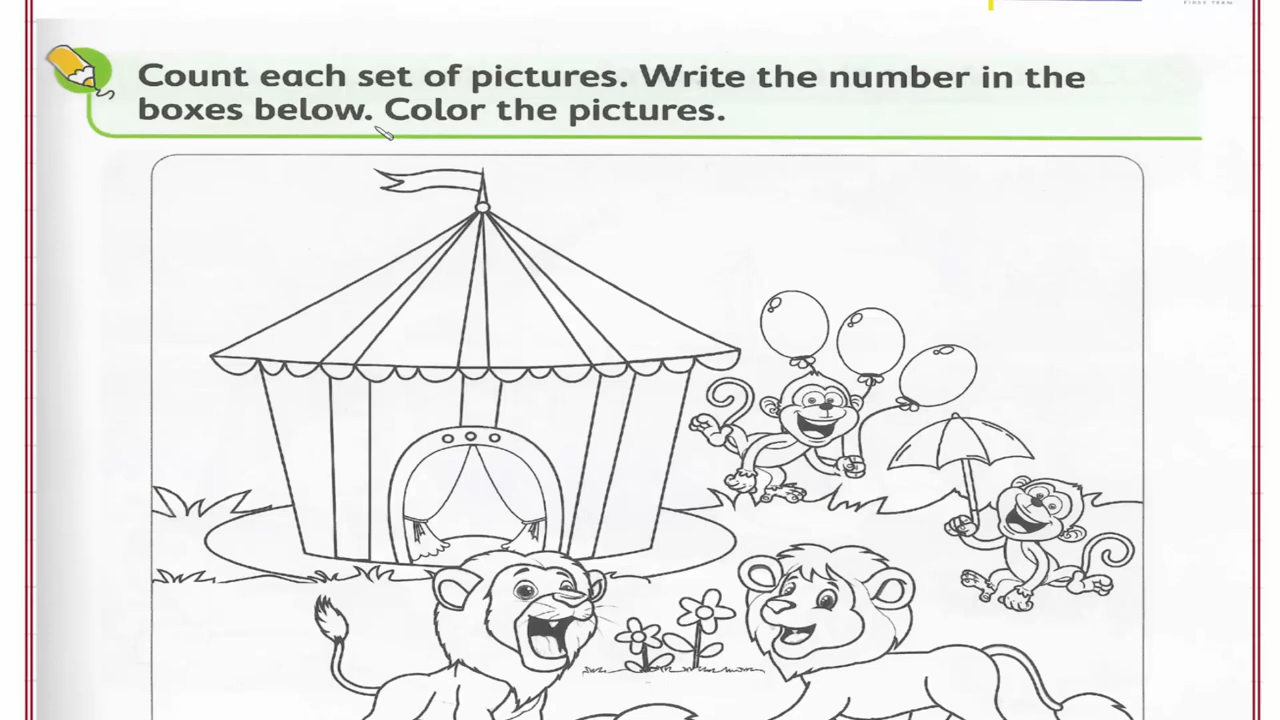 Count each set of pictures. Write the number in the
boxes below. Color the pictures.